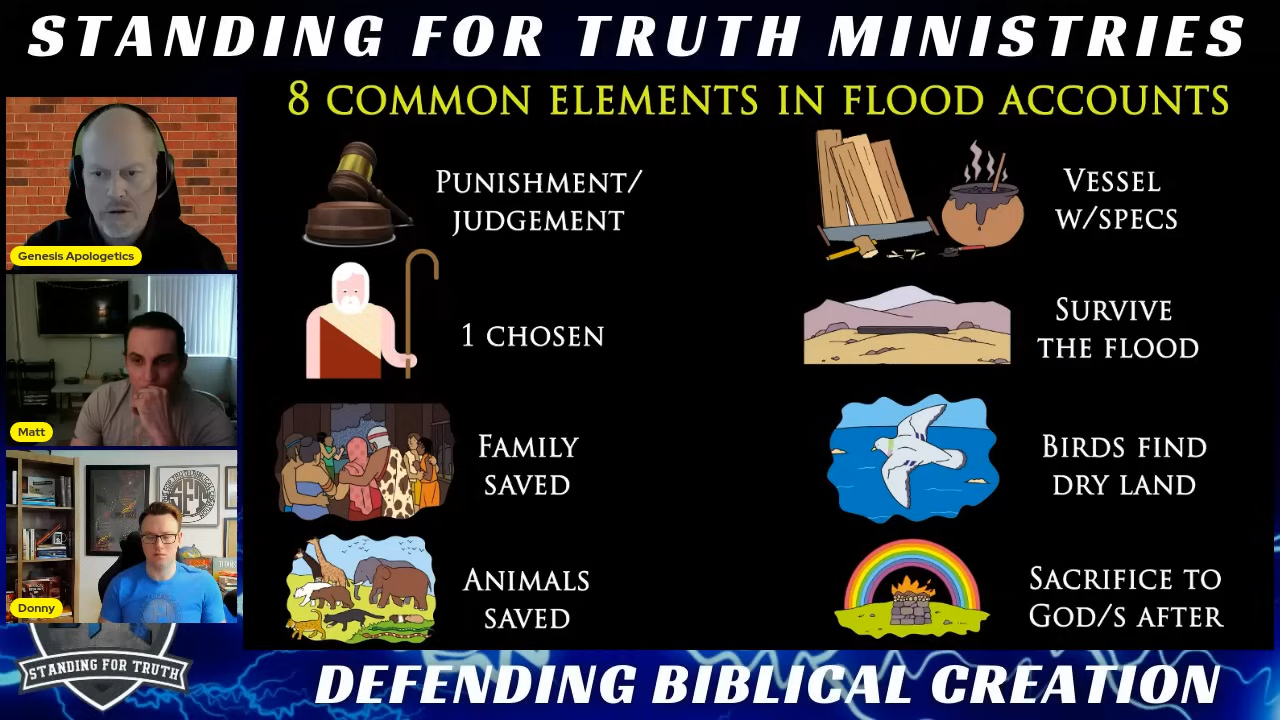 STANDING FOR TRUTH MINISTRIES
8 COMMON ELEMENTS IN FLOOD ACCOUNTS
PUNISHMENT/
JUDGEMENT
VESSEL
W/SPECS
1 CHOSEN
SURVIVE
THE FLOOD
FAMILY
SAVED
BIRDS FIND
DRY LAND
ANIMALS
SAVED
SACRIFICE TO
GOD/S AFTER
Genesis Apologetics
Matt
SFT
Donny
STANDING FOR TRUTH
DEFENDING BIBLICAL CREATION